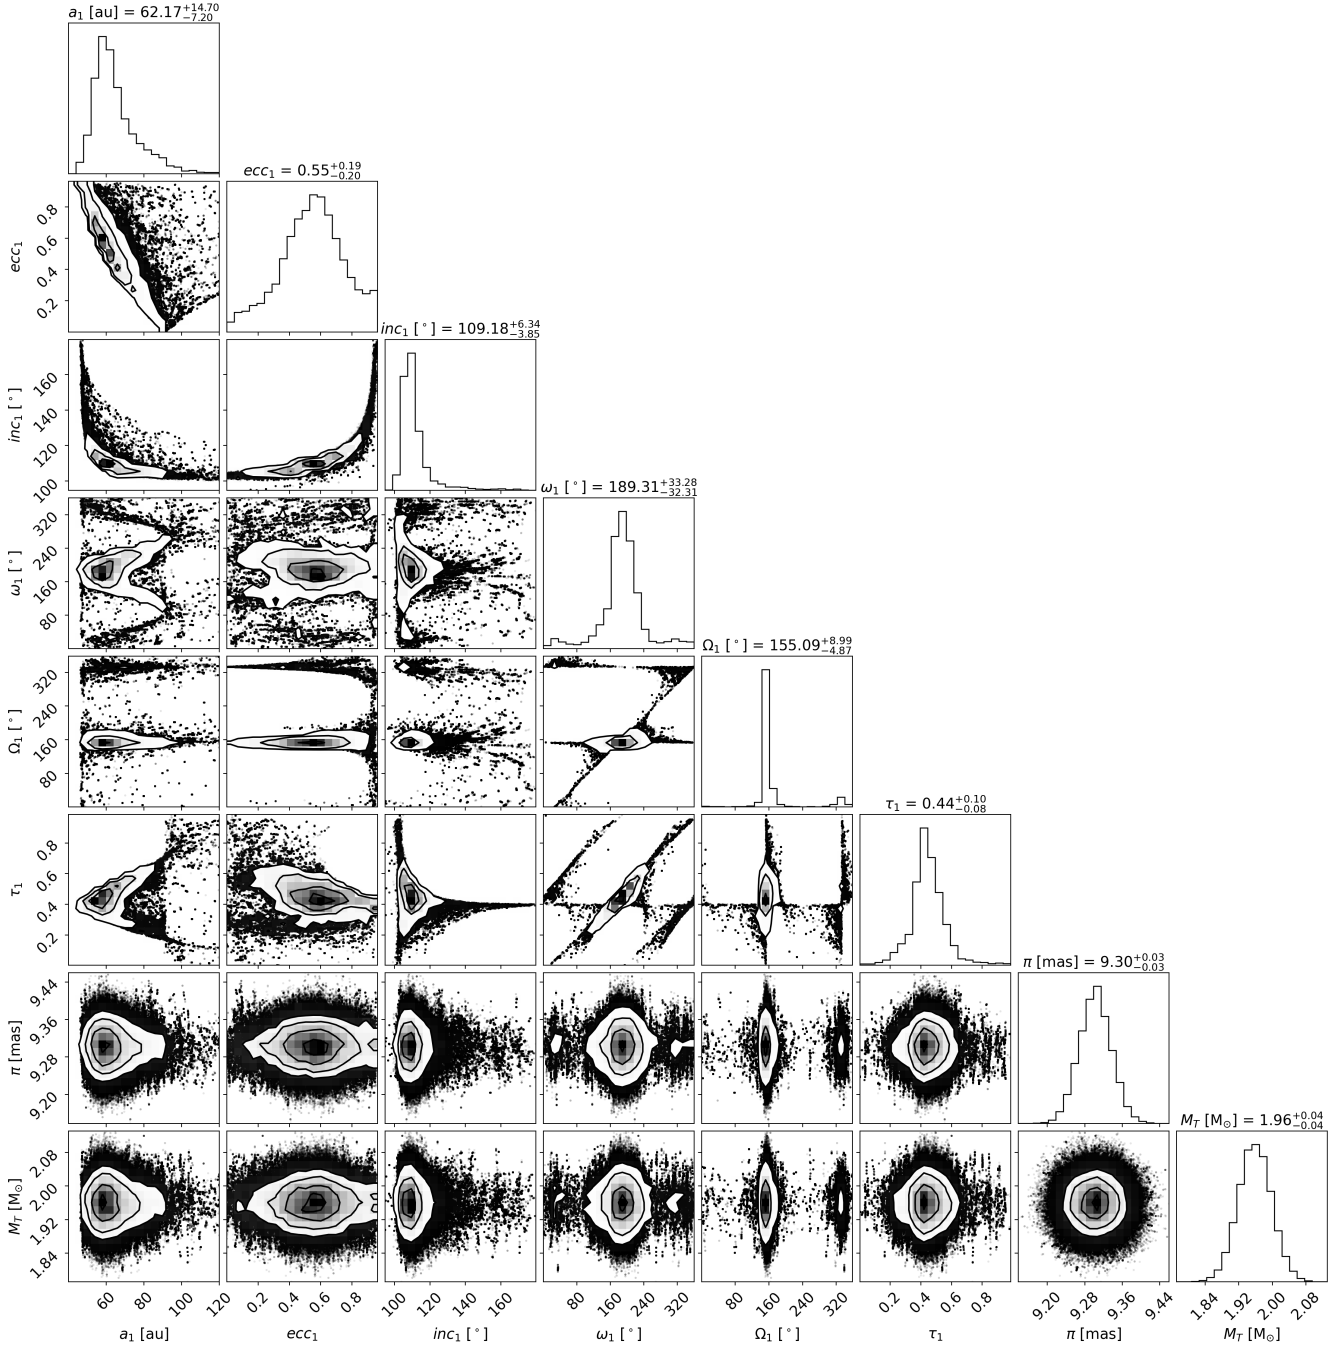 a₁ [au] = 62.17+14.70−7.20
ecc₁ = 0.55+0.19−0.20
0.8
0.6
0.4
0.2
ecc₁
inc₁ [°] = 109.18+6.34−3.85
160
140
120
100
inc₁ [°]
ω₁ [°] = 189.31+33.28−32.31
320
240
160
80
ω₁ [°]
Ω₁ [°] = 155.09+8.99−4.87
320
240
160
80
Ω₁ [°]
τ₁ = 0.44+0.10−0.08
0.8
0.6
0.4
0.2
τ₁
π [mas] = 9.30+0.03−0.03
9.44
9.36
9.28
9.20
π [mas]
M_T [M☉] = 1.96+0.04−0.04
2.08
2.00
1.92
1.84
M_T [M☉]
60 80 100 120 0.2 0.4 0.6 0.8 100 120 140 160 80 160 240 320 80 160 240 320 0.2 0.4 0.6 0.8 9.20 9.28 9.36 9.44 1.84 1.92 2.00 2.08
a₁ [au] ecc₁ inc₁ [°] ω₁ [°] Ω₁ [°] τ₁ π [mas] M_T [M☉]